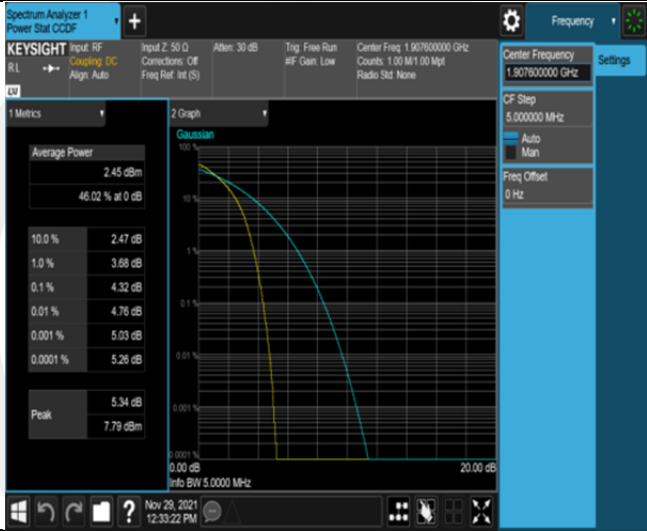 Spectrum Analyzer 1
Power Stat CCDF
Frequency
KEYSIGHT
R L
LV
Input: RF
Coupling: DC
Align: Auto
Input Z: 50 Ω
Corrections: Off
Freq Ref: Int (S)
Atten: 30 dB
Trig: Free Run
#IF Gain: Low
Center Freq: 1.907600000 GHz
Counts: 1.00 M/1.00 Mpt
Radio Std: None
Center Frequency
1.907600000 GHz
Settings
CF Step
5.000000 MHz
Auto
Man
Freq Offset
0 Hz
1 Metrics
Average Power
2.45 dBm
46.02 % at 0 dB
10.0 % 2.47 dB
1.0 % 3.68 dB
0.1 % 4.32 dB
0.01 % 4.76 dB
0.001 % 5.03 dB
0.0001 % 5.26 dB
Peak
5.34 dB
7.79 dBm
2 Graph
Gaussian
100 %
10 %
1 %
0.1 %
0.01 %
0.001 %
0.0001 %
0.00 dB
20.00 dB
Info BW 5.0000 MHz
?
Nov 29, 2021
12:33:22 PM